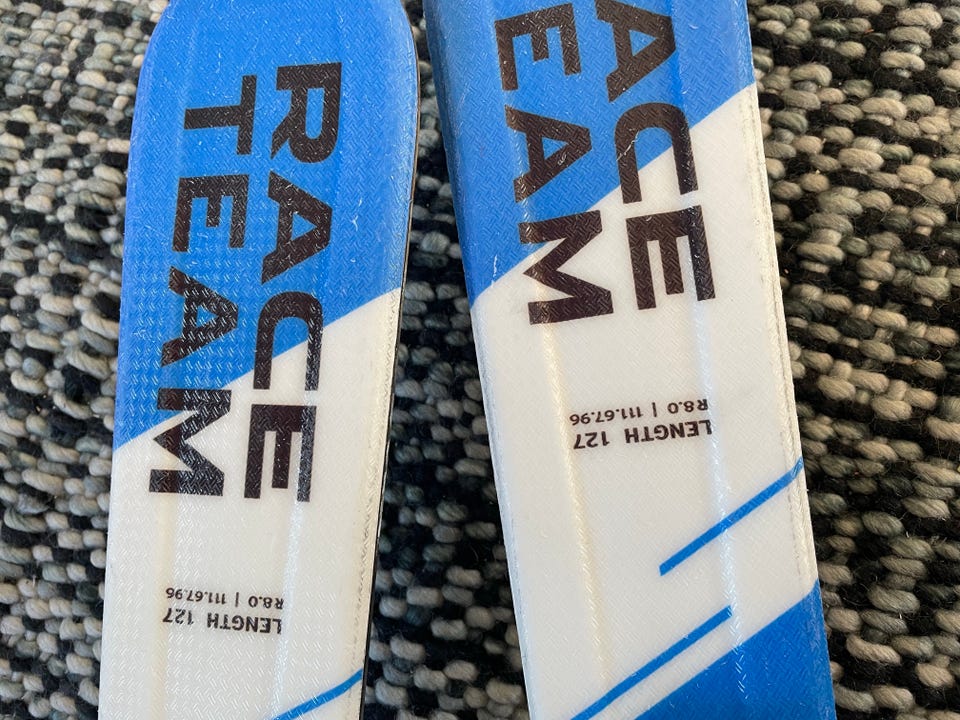 RACE
TEAM
LENGTH 127
R8.0 | 111.67.96
ACE
EAM
LENGTH 127
R8.0 | 111.67.96